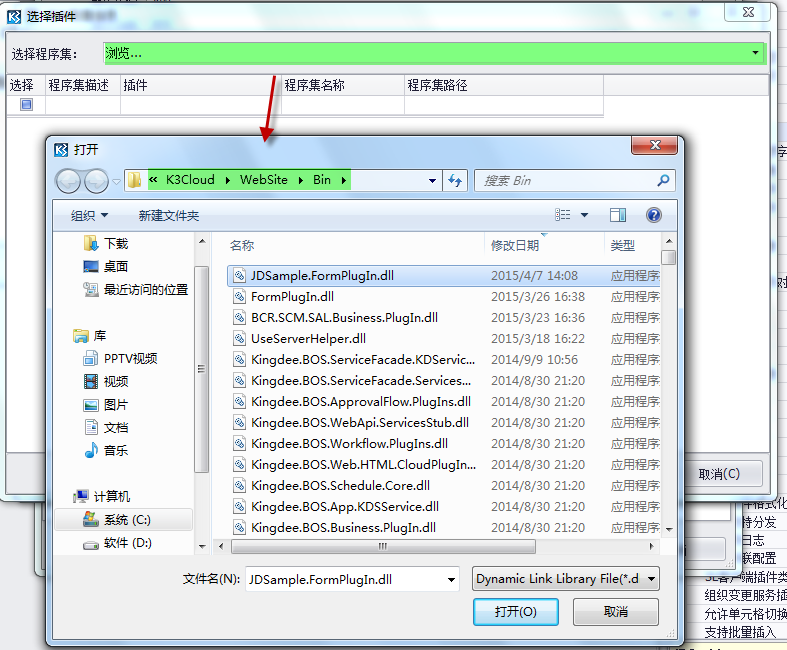 选择插件
选择程序集：
浏览...
选择 程序集描述 插件 程序集名称 程序集路径
打开
« K3Cloud ▸ WebSite ▸ Bin ▸
搜索 Bin
组织 新建文件夹
下载
桌面
最近访问的位置
库
PPTV视频
视频
图片
文档
音乐
计算机
系统 (C:)
软件 (D:)
名称 修改日期 类型
JDSample.FormPlugIn.dll 2015/4/7 14:08 应用程序
FormPlugIn.dll 2015/3/26 16:38 应用程序
BCR.SCM.SAL.Business.PlugIn.dll 2015/3/23 16:36 应用程序
UseServerHelper.dll 2015/3/18 16:22 应用程序
Kingdee.BOS.ServiceFacade.KDServic... 2014/9/9 10:56 应用程序
Kingdee.BOS.ServiceFacade.Services... 2014/8/30 21:20 应用程序
Kingdee.BOS.ApprovalFlow.PlugIns.dll 2014/8/30 21:20 应用程序
Kingdee.BOS.WebApi.ServicesStub.dll 2014/8/30 21:20 应用程序
Kingdee.BOS.Workflow.PlugIns.dll 2014/8/30 21:20 应用程序
Kingdee.BOS.Web.HTML.CloudPlugIn... 2014/8/30 21:20 应用程序
Kingdee.BOS.Schedule.Core.dll 2014/8/30 21:20 应用程序
Kingdee.BOS.App.KDSService.dll 2014/8/30 21:20 应用程序
Kingdee.BOS.Business.PlugIn.dll 2014/8/30 21:20 应用程序
文件名(N): JDSample.FormPlugIn.dll Dynamic Link Library File(*.d
打开(O) 取消
取消(C)
字
对
件格式化
持分发
日志
联配置
客户端插件类
组织变更服务插
允许单元格切换
支持批量插入